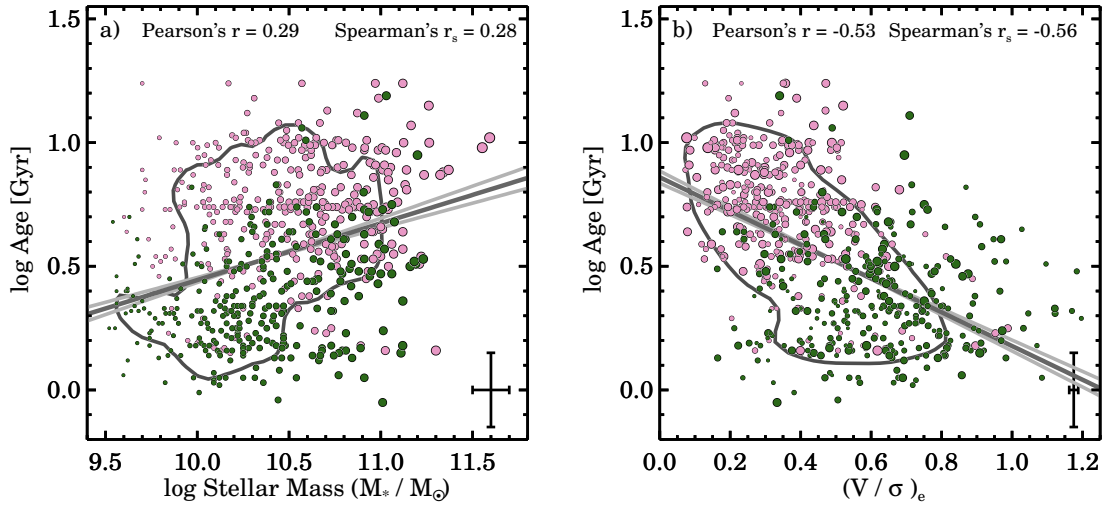 a) Pearson's r = 0.29 Spearman's r_s = 0.28
1.5
1.0
0.5
0.0
log Age [Gyr]
9.5 10.0 10.5 11.0 11.5
log Stellar Mass (M_* / M_⊙)
b) Pearson's r = -0.53 Spearman's r_s = -0.56
1.5
1.0
0.5
0.0
log Age [Gyr]
0.0 0.2 0.4 0.6 0.8 1.0 1.2
(V / σ )_e